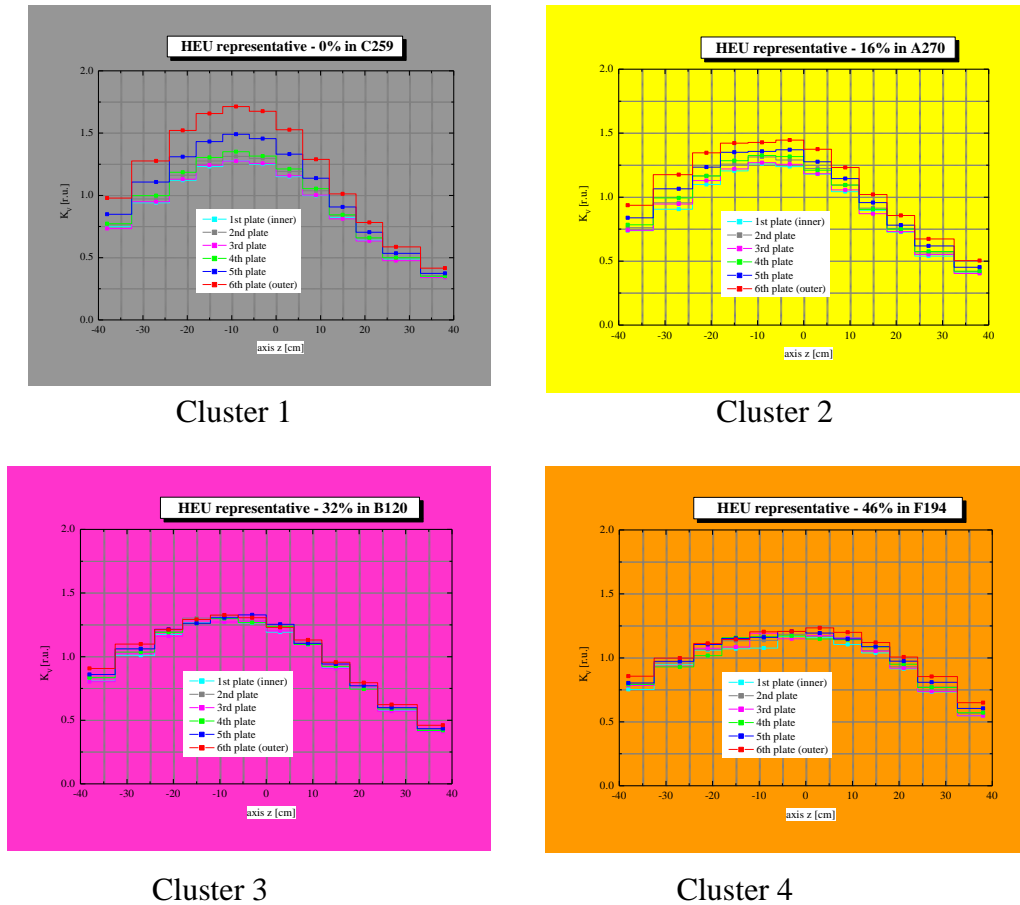 HEU representative - 0% in C259
2.0
1.5
1.0
0.5
0.0
K_v [r.u.]
1st plate (inner)
2nd plate
3rd plate
4th plate
5th plate
6th plate (outer)
-40 -30 -20 -10 0 10 20 30 40
axis z [cm]
Cluster 1
HEU representative - 16% in A270
2.0
1.5
1.0
0.5
0.0
K_v [r.u.]
1st plate (inner)
2nd plate
3rd plate
4th plate
5th plate
6th plate (outer)
-40 -30 -20 -10 0 10 20 30 40
axis z [cm]
Cluster 2
HEU representative - 32% in B120
2.0
1.5
1.0
0.5
0.0
K_v [r.u.]
1st plate (inner)
2nd plate
3rd plate
4th plate
5th plate
6th plate (outer)
-40 -30 -20 -10 0 10 20 30 40
axis z [cm]
Cluster 3
HEU representative - 46% in F194
2.0
1.5
1.0
0.5
0.0
K_v [r.u.]
1st plate (inner)
2nd plate
3rd plate
4th plate
5th plate
6th plate (outer)
-40 -30 -20 -10 0 10 20 30 40
axis z [cm]
Cluster 4